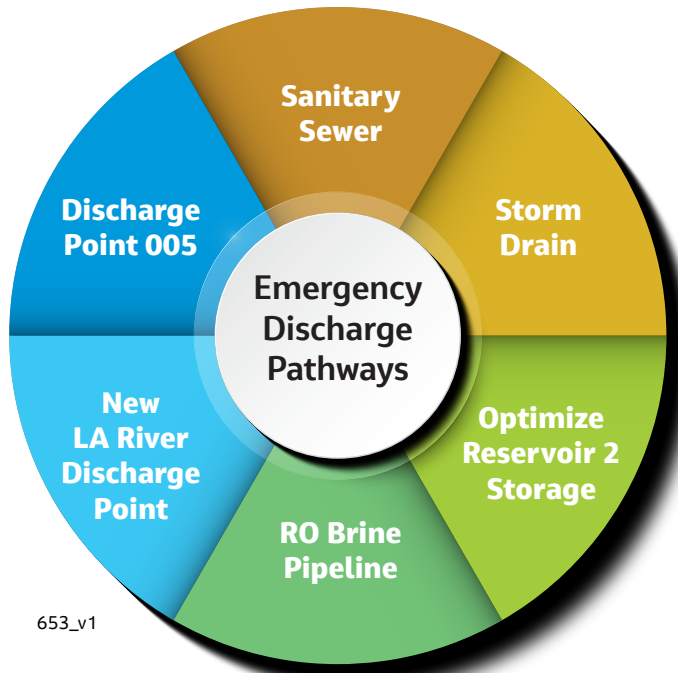 Sanitary
Sewer
Storm
Drain
Optimize
Reservoir 2
Storage
RO Brine
Pipeline
New
LA River
Discharge
Point
Discharge
Point 005
Emergency
Discharge
Pathways
653_v1